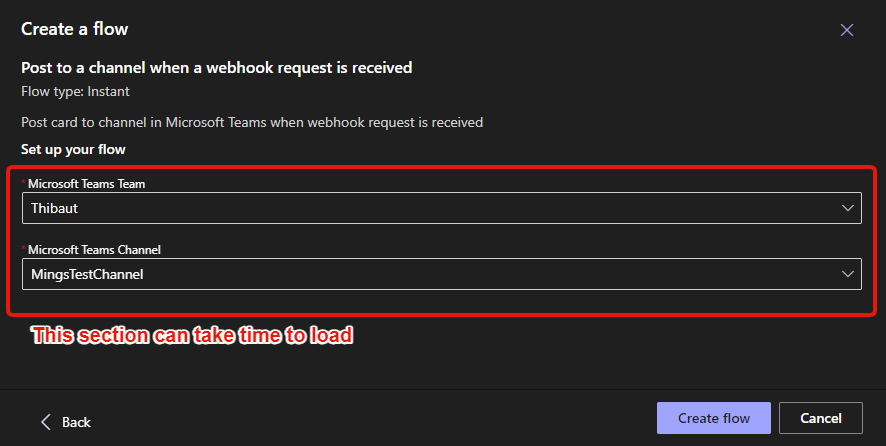 Create a flow
Post to a channel when a webhook request is received
Flow type: Instant
Post card to channel in Microsoft Teams when webhook request is received
Set up your flow
* Microsoft Teams Team
Thibaut
* Microsoft Teams Channel
MingsTestChannel
This section can take time to load
Back
Create flow
Cancel